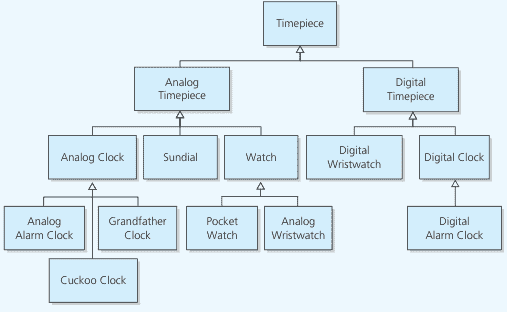 Timepiece
Analog
Timepiece
Digital
Timepiece
Analog Clock
Sundial
Watch
Digital
Wristwatch
Digital Clock
Analog
Alarm Clock
Grandfather
Clock
Pocket
Watch
Analog
Wristwatch
Digital
Alarm Clock
Cuckoo Clock